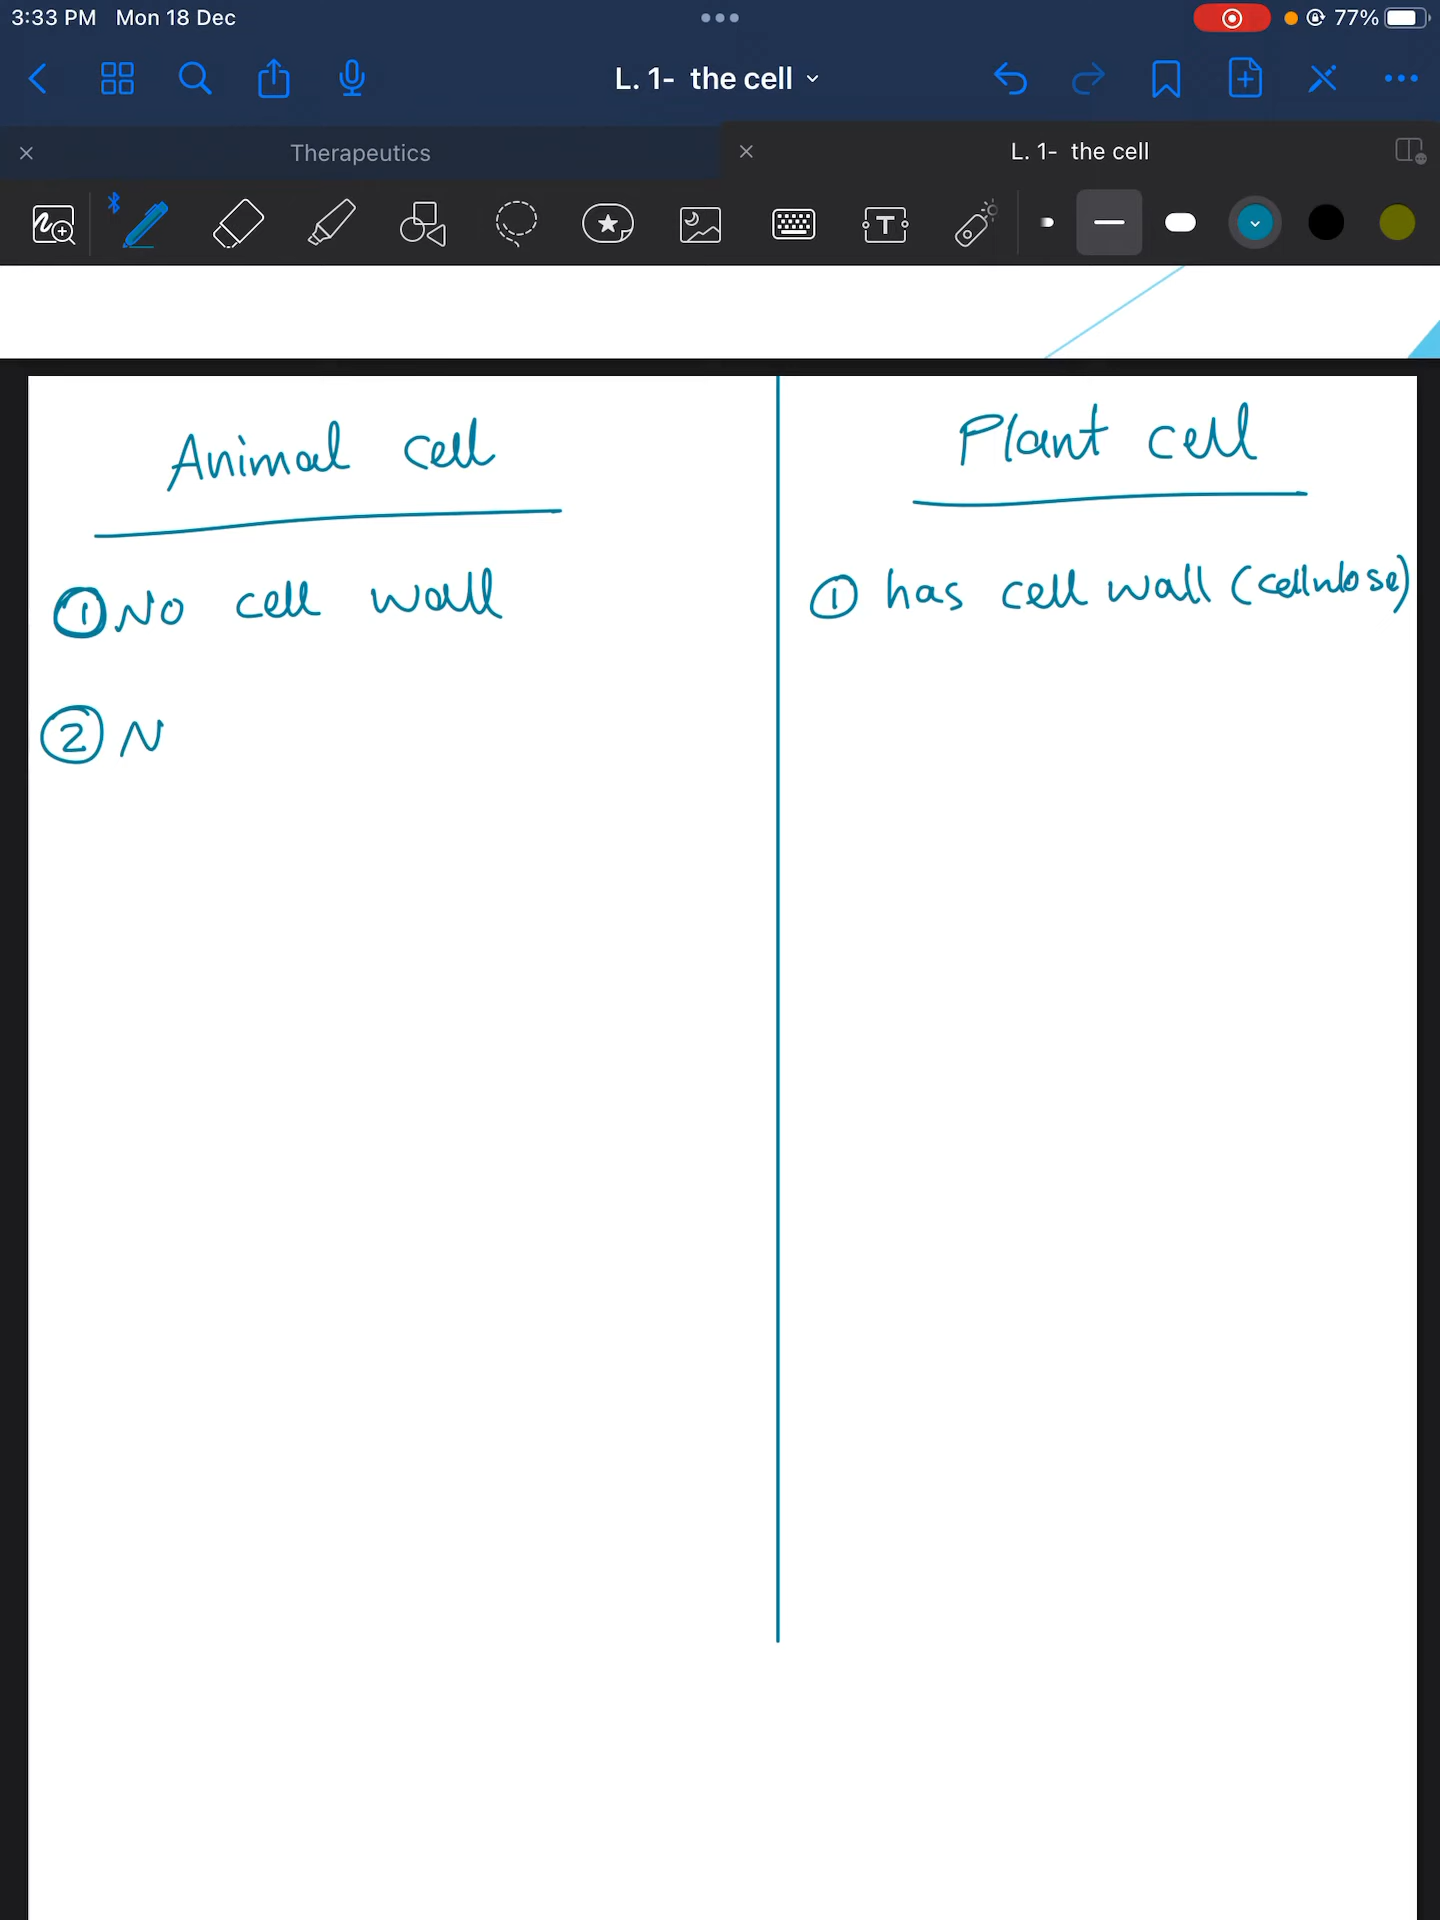 3:33 PM Mon 18 Dec
77%
L. 1- the cell
Therapeutics
L. 1- the cell
T
Animal cell
Plant cell
① No cell wall
① has cell wall (cellulose)
② N